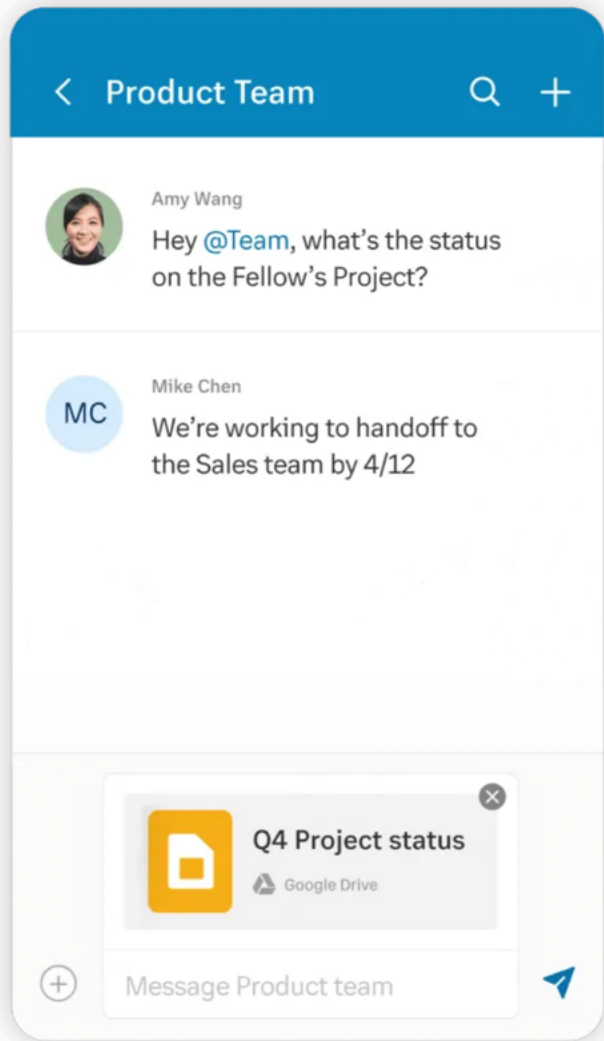 Product Team
Amy Wang
Hey @Team, what's the status
on the Fellow's Project?
MC
Mike Chen
We're working to handoff to
the Sales team by 4/12
Q4 Project status
Google Drive
Message Product team